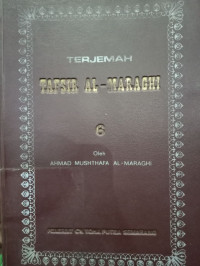 TERJEMAH
TAFSIR AL-MARAGHI
6
Oleh
AHMAD MUSHTHAFA AL-MARAGHI